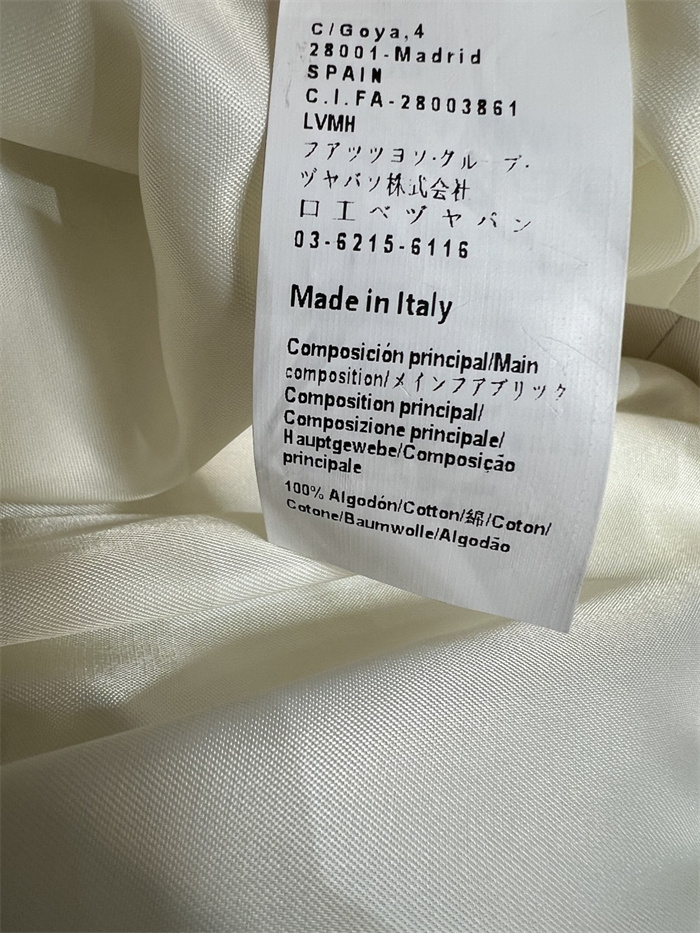 C/Goya,4
28001-Madrid
SPAIN
C.I.FA-28003861
LVMH
フアツツヨソ·グループ·
ヅヤバソ株式会社
口エベヅヤパン
03-6215-6116
Made in Italy
Composición principal/Main
composition/メインフアブリック
Composition principal/
Composizione principale/
Hauptgewebe/Composição
principale
100% Algodón/Cotton/綿/Coton/
Cotone/Baumwolle/Algodão